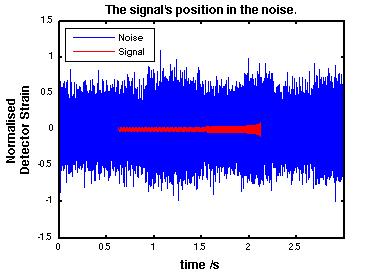 The signal's position in the noise.
Noise
Signal
Normalised
Detector Strain
1.5
1
0.5
0
-0.5
-1
-1.5
0
0.5
1
1.5
2
2.5
time /s